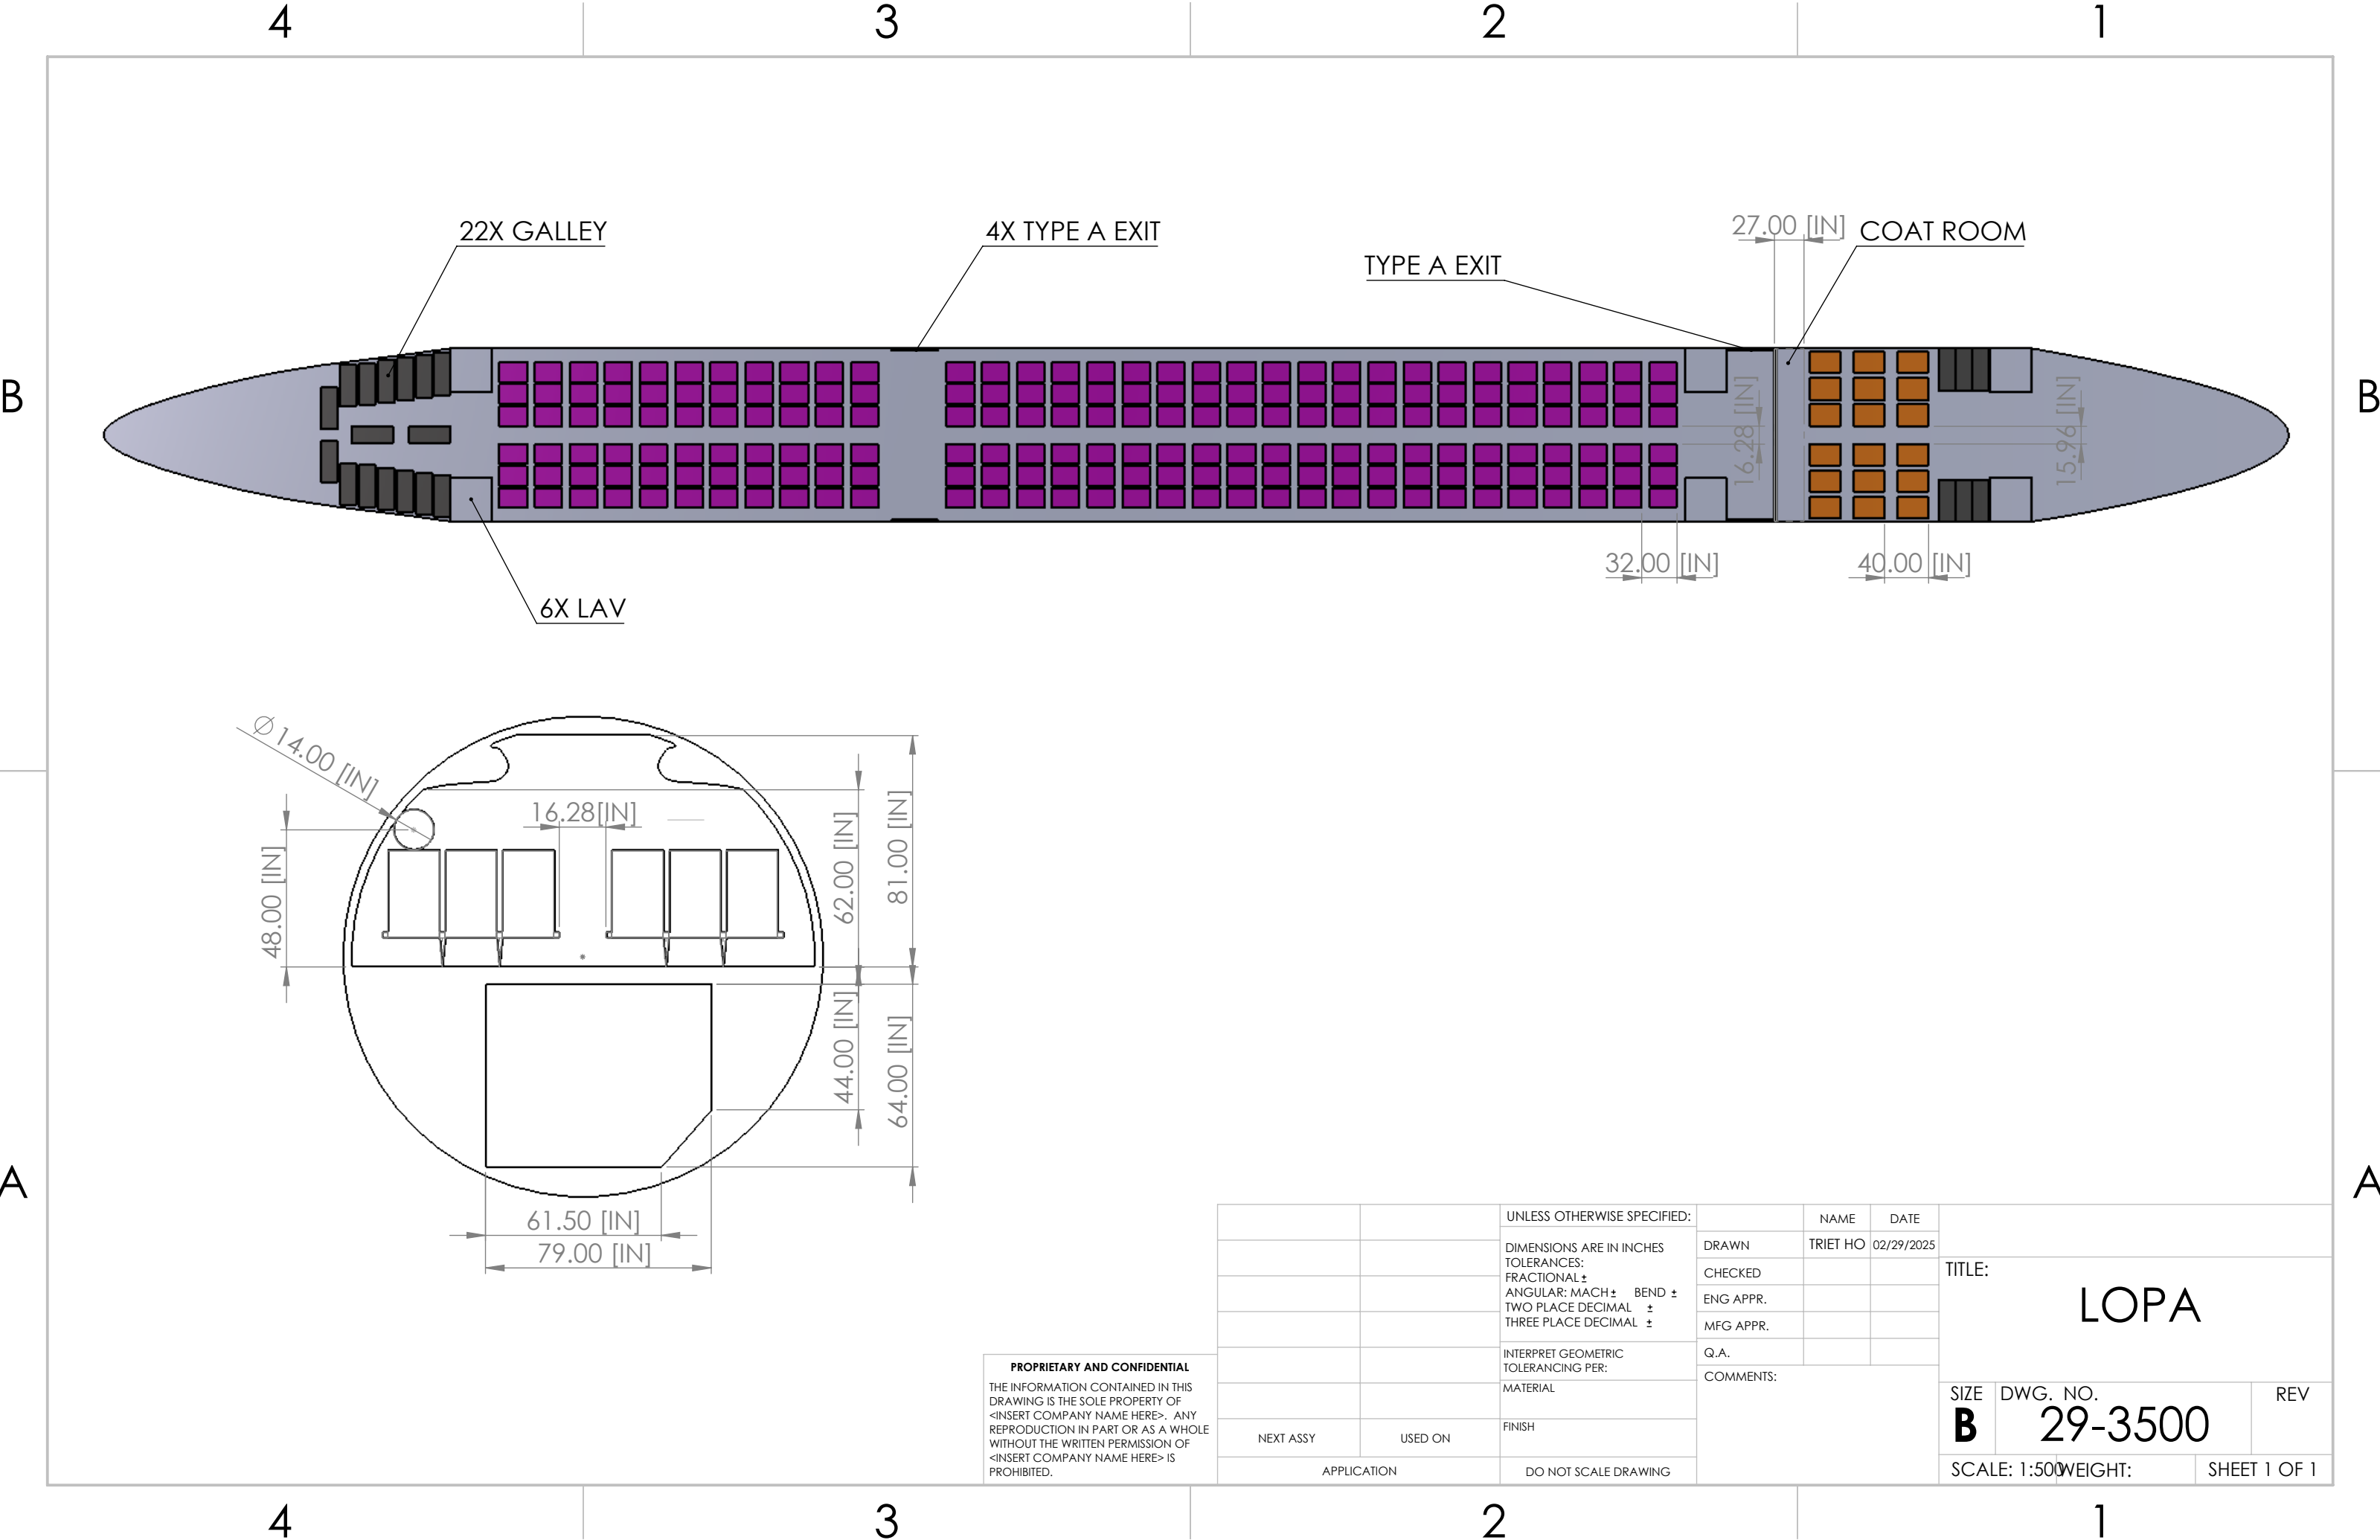 4 3 2 1
22X GALLEY
4X TYPE A EXIT
TYPE A EXIT
27.00 [IN]
COAT ROOM
B
B
16.28 [IN]
15.96 [IN]
32.00 [IN]
40.00 [IN]
6X LAV
∅14.00 [IN]
16.28[IN]
48.00 [IN]
62.00 [IN]
81.00 [IN]
44.00 [IN]
64.00 [IN]
61.50 [IN]
79.00 [IN]
A
A
PROPRIETARY AND CONFIDENTIAL
THE INFORMATION CONTAINED IN THIS
DRAWING IS THE SOLE PROPERTY OF
<INSERT COMPANY NAME HERE>. ANY
REPRODUCTION IN PART OR AS A WHOLE
WITHOUT THE WRITTEN PERMISSION OF
<INSERT COMPANY NAME HERE> IS
PROHIBITED.
NEXT ASSY
USED ON
APPLICATION
UNLESS OTHERWISE SPECIFIED:
DIMENSIONS ARE IN INCHES
TOLERANCES:
FRACTIONAL ±
ANGULAR: MACH ± BEND ±
TWO PLACE DECIMAL ±
THREE PLACE DECIMAL ±
INTERPRET GEOMETRIC
TOLERANCING PER:
MATERIAL
FINISH
DO NOT SCALE DRAWING
NAME DATE
DRAWN TRIET HO 02/29/2025
CHECKED
ENG APPR.
MFG APPR.
Q.A.
COMMENTS:
TITLE:
LOPA
SIZE DWG. NO. REV
B 29-3500
SCALE: 1:500 WEIGHT: SHEET 1 OF 1
4 3 2 1